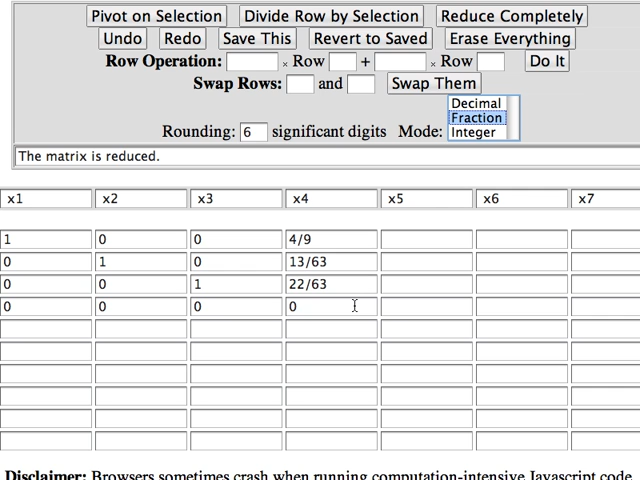 Pivot on Selection Divide Row by Selection Reduce Completely
Undo Redo Save This Revert to Saved Erase Everything
Row Operation: × Row + × Row Do It
Swap Rows: and Swap Them
Decimal
Fraction
Rounding: 6 significant digits Mode: Integer
The matrix is reduced.
x1 x2 x3 x4 x5 x6 x7
1 0 0 4/9
0 1 0 13/63
0 0 1 22/63
0 0 0 0
Disclaimer: Browsers sometimes crash when running computation-intensive Javascript code.